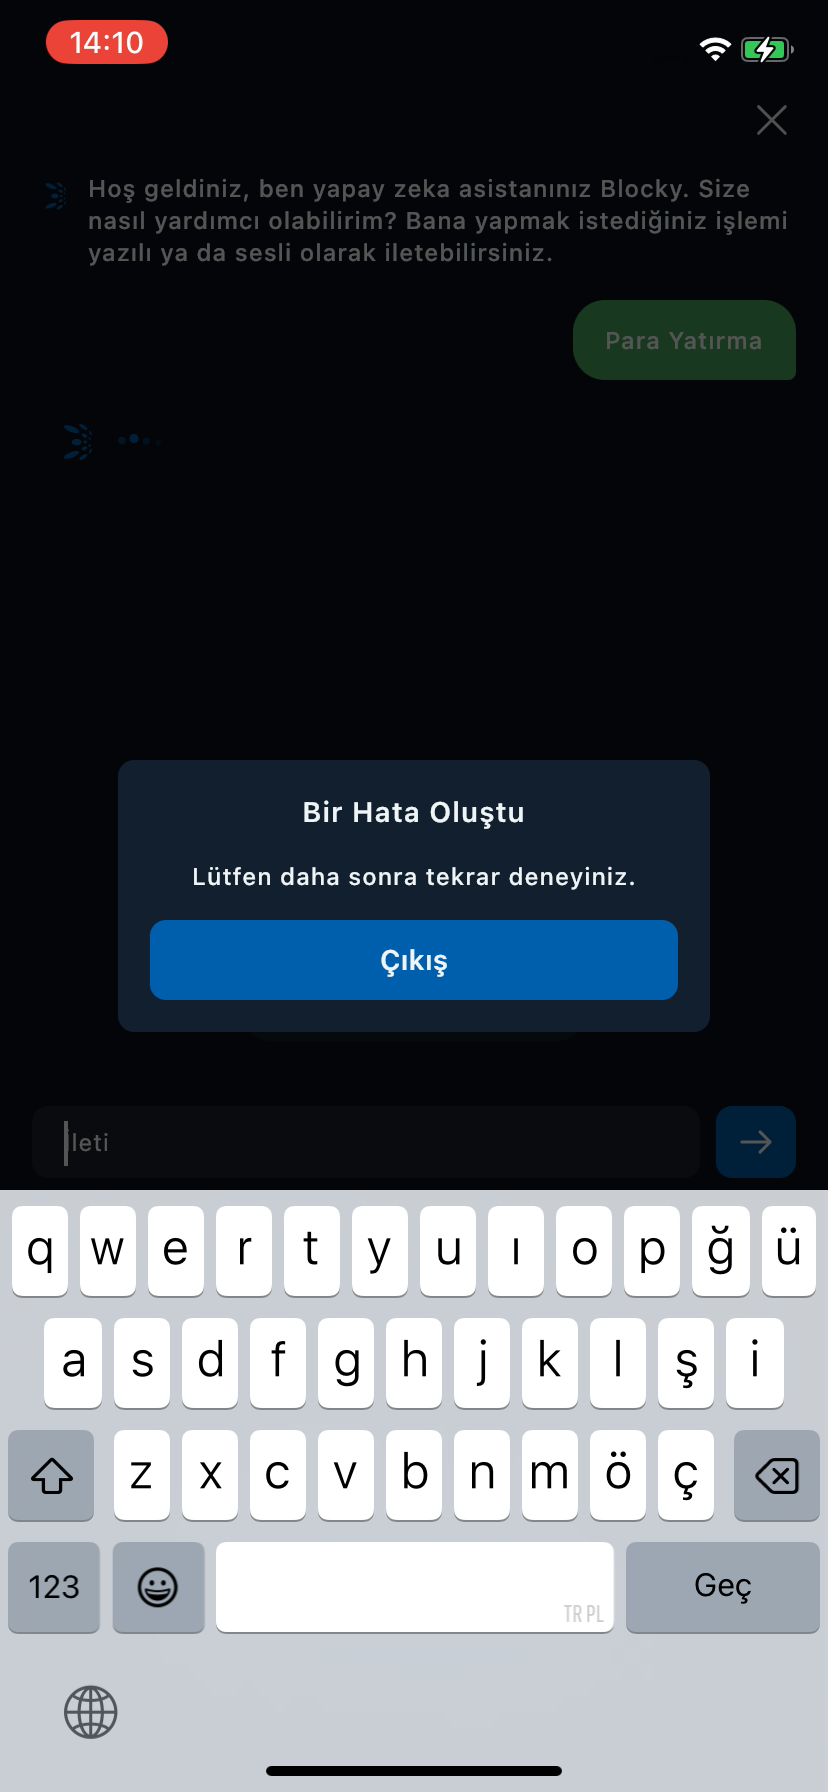 14:10
Hoş geldiniz, ben yapay zeka asistanınız Blocky. Size
nasıl yardımcı olabilirim? Bana yapmak istediğiniz işlemi
yazılı ya da sesli olarak iletebilirsiniz.
Para Yatırma
Bir Hata Oluştu
Lütfen daha sonra tekrar deneyiniz.
Çıkış
İleti
q w e r t y u ı o p ğ ü
a s d f g h j k l ş i
z x c v b n m ö ç
123 TR PL Geç